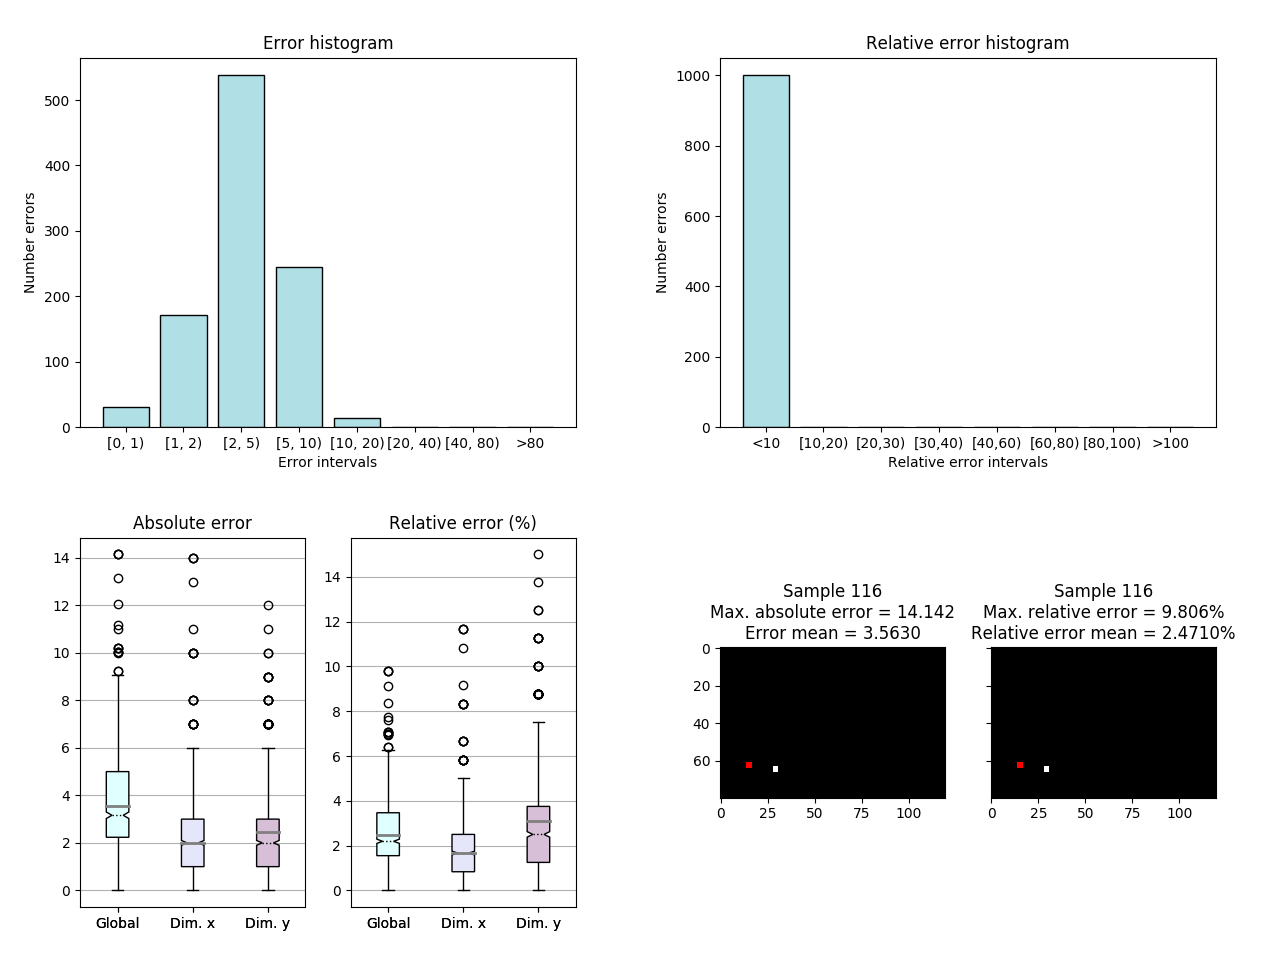 Error histogram
Number errors
500
400
300
200
100
0
[0, 1) [1, 2) [2, 5) [5, 10) [10, 20) [20, 40) [40, 80) >80
Error intervals
Relative error histogram
Number errors
1000
800
600
400
200
0
<10 [10,20) [20,30) [30,40) [40,60) [60,80) [80,100) >100
Relative error intervals
Absolute error
14
12
10
8
6
4
2
0
Global Dim. x Dim. y
Relative error (%)
14
12
10
8
6
4
2
0
Global Dim. x Dim. y
Sample 116
Max. absolute error = 14.142
Error mean = 3.5630
0
20
40
60
0 25 50 75 100
Sample 116
Max. relative error = 9.806%
Relative error mean = 2.4710%
0 25 50 75 100